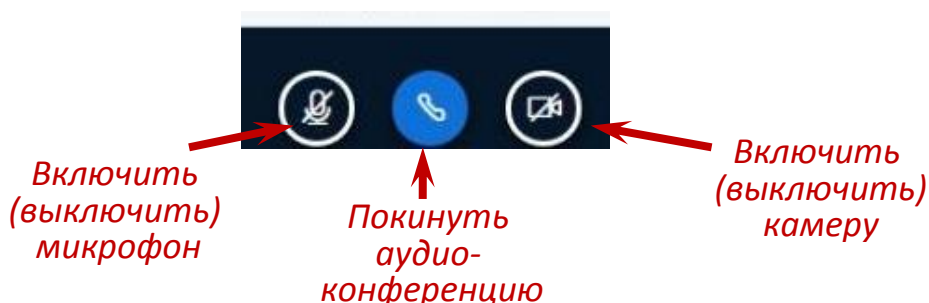 Включить
(выключить)
микрофон
Покинуть
аудио-
конференцию
Включить
(выключить)
камеру